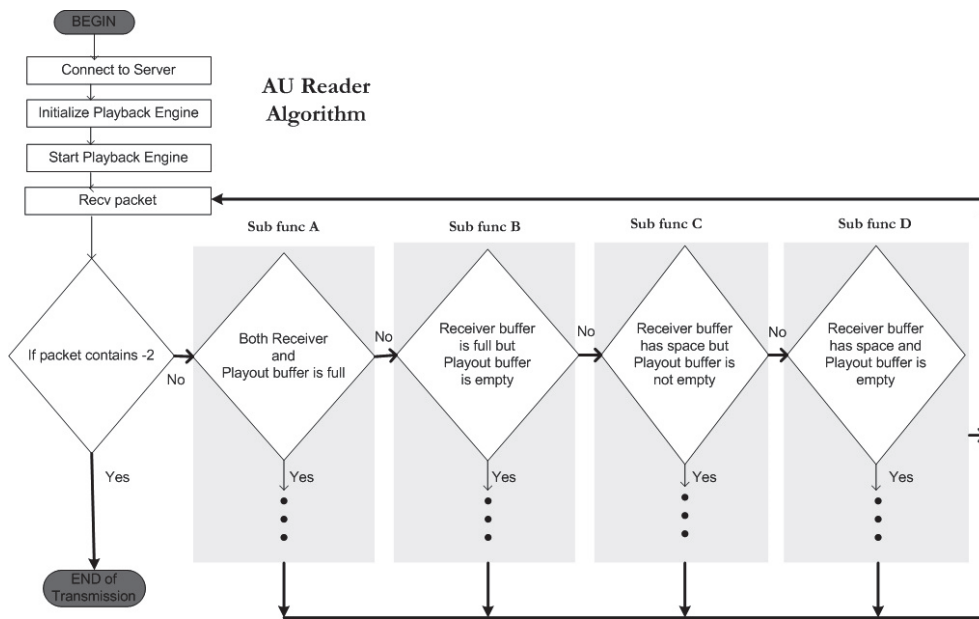 BEGIN
Connect to Server
AU Reader
Algorithm
Initialize Playback Engine
Start Playback Engine
Recv packet
Sub func A
Sub func B
Sub func C
Sub func D
If packet contains -2
No
Both Receiver
and
Playout buffer is full
No
Receiver buffer
is full but
Playout buffer
is empty
No
Receiver buffer
has space but
Playout buffer is
not empty
No
Receiver buffer
has space and
Playout buffer is
empty
Yes
Yes
Yes
Yes
Yes
END of
Transmission